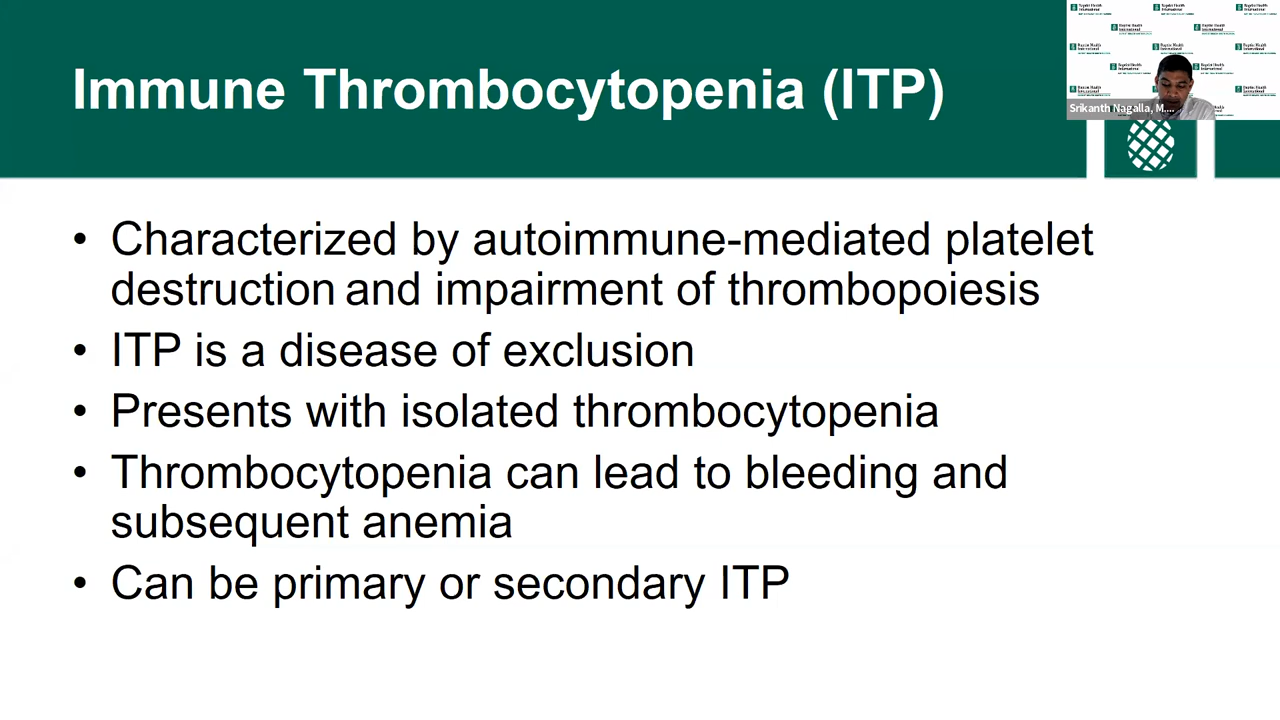 Immune Thrombocytopenia (ITP)
Srikanth Nagalla, M....
• Characterized by autoimmune-mediated platelet
destruction and impairment of thrombopoiesis
• ITP is a disease of exclusion
• Presents with isolated thrombocytopenia
• Thrombocytopenia can lead to bleeding and
subsequent anemia
• Can be primary or secondary ITP